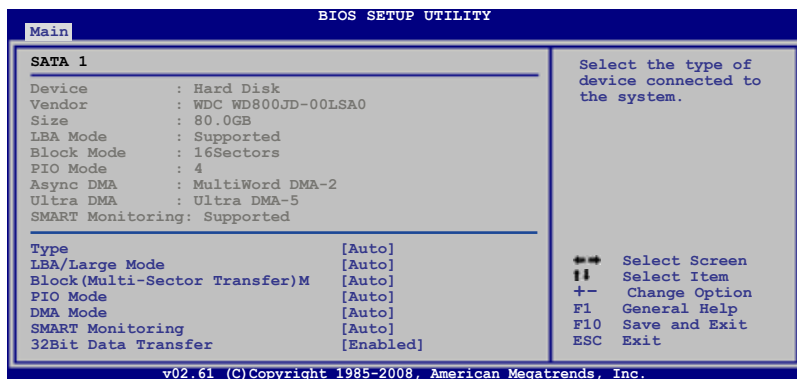 BIOS SETUP UTILITY
Main
SATA 1
Device : Hard Disk
Vendor : WDC WD800JD-00LSA0
Size : 80.0GB
LBA Mode : Supported
Block Mode : 16Sectors
PIO Mode : 4
Async DMA : MultiWord DMA-2
Ultra DMA : Ultra DMA-5
SMART Monitoring: Supported
Type [Auto]
LBA/Large Mode [Auto]
Block(Multi-Sector Transfer)M [Auto]
PIO Mode [Auto]
DMA Mode [Auto]
SMART Monitoring [Auto]
32Bit Data Transfer [Enabled]
Select the type of
device connected to
the system.
←→ Select Screen
↑↓ Select Item
+- Change Option
F1 General Help
F10 Save and Exit
ESC Exit
v02.61 (C)Copyright 1985-2008, American Megatrends, Inc.